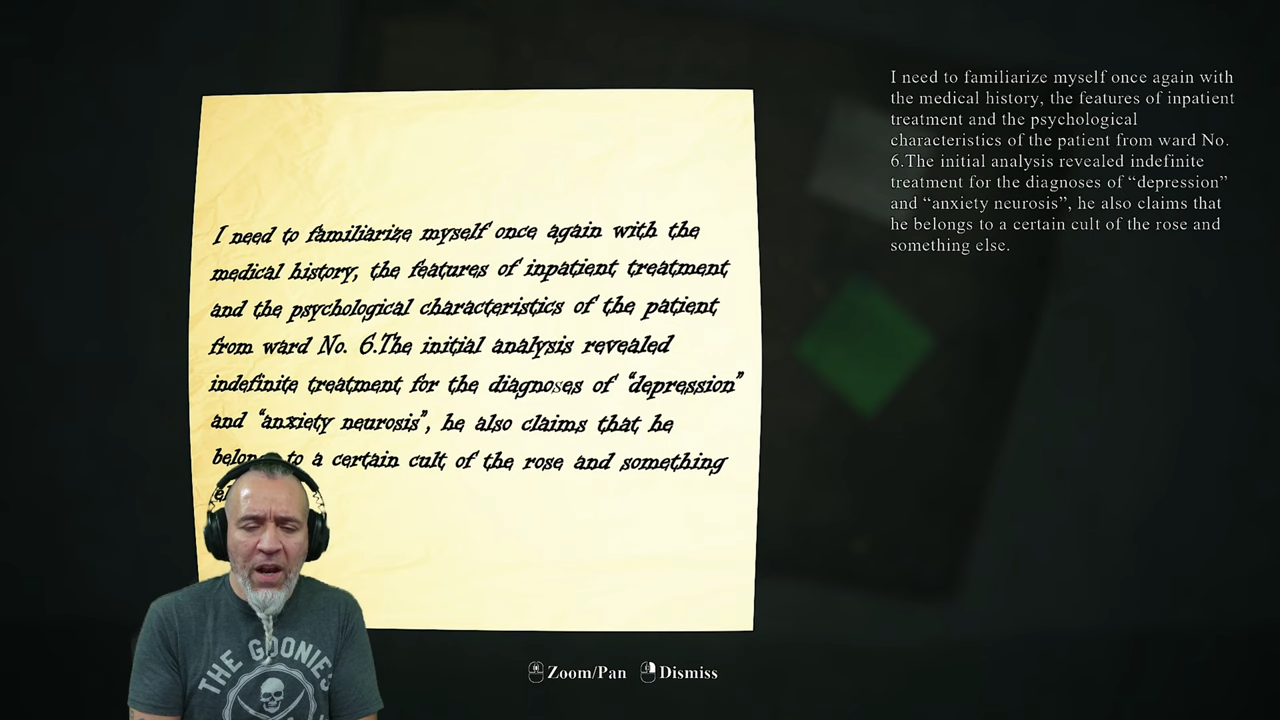 I need to familiarize myself once again with the
medical history, the features of inpatient treatment
and the psychological characteristics of the patient
from ward No. 6.The initial analysis revealed
indefinite treatment for the diagnoses of “depression”
and “anxiety neurosis”, he also claims that he
to a certain cult of the rose and something
I need to familiarize myself once again with
the medical history, the features of inpatient
treatment and the psychological
characteristics of the patient from ward No.
6.The initial analysis revealed indefinite
treatment for the diagnoses of “depression”
and “anxiety neurosis”, he also claims that
he belongs to a certain cult of the rose and
something else.
THE GOONIES
Zoom/Pan Dismiss